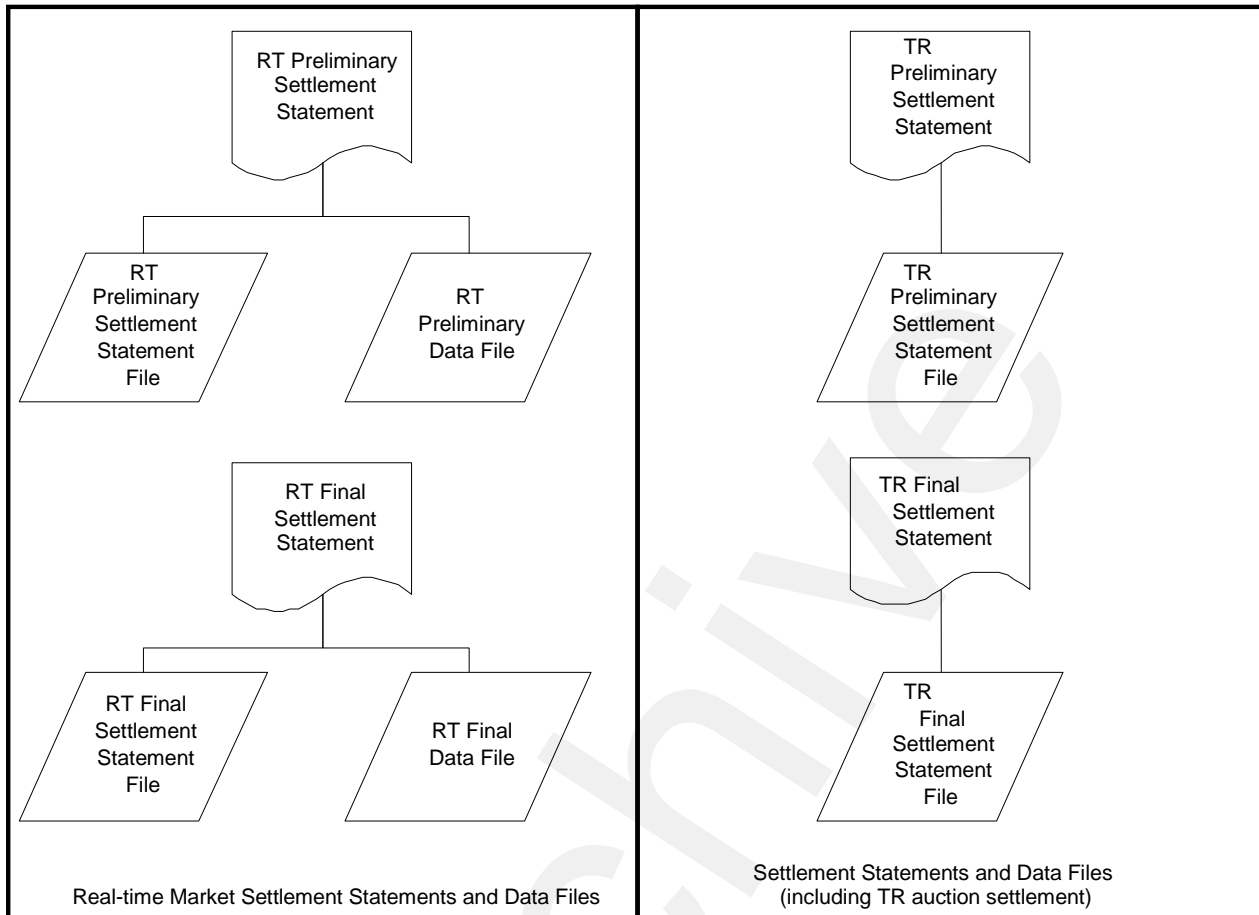 RT Preliminary
Settlement
Statement
RT
Preliminary
Settlement
Statement
File
RT
Preliminary
Data File
RT Final
Settlement
Statement
RT Final
Settlement
Statement
File
RT Final
Data File
Real-time Market Settlement Statements and Data Files
TR
Preliminary
Settlement
Statement
TR
Preliminary
Settlement
Statement
File
TR Final
Settlement
Statement
TR
Final
Settlement
Statement
File
Settlement Statements and Data Files
(including TR auction settlement)
chive